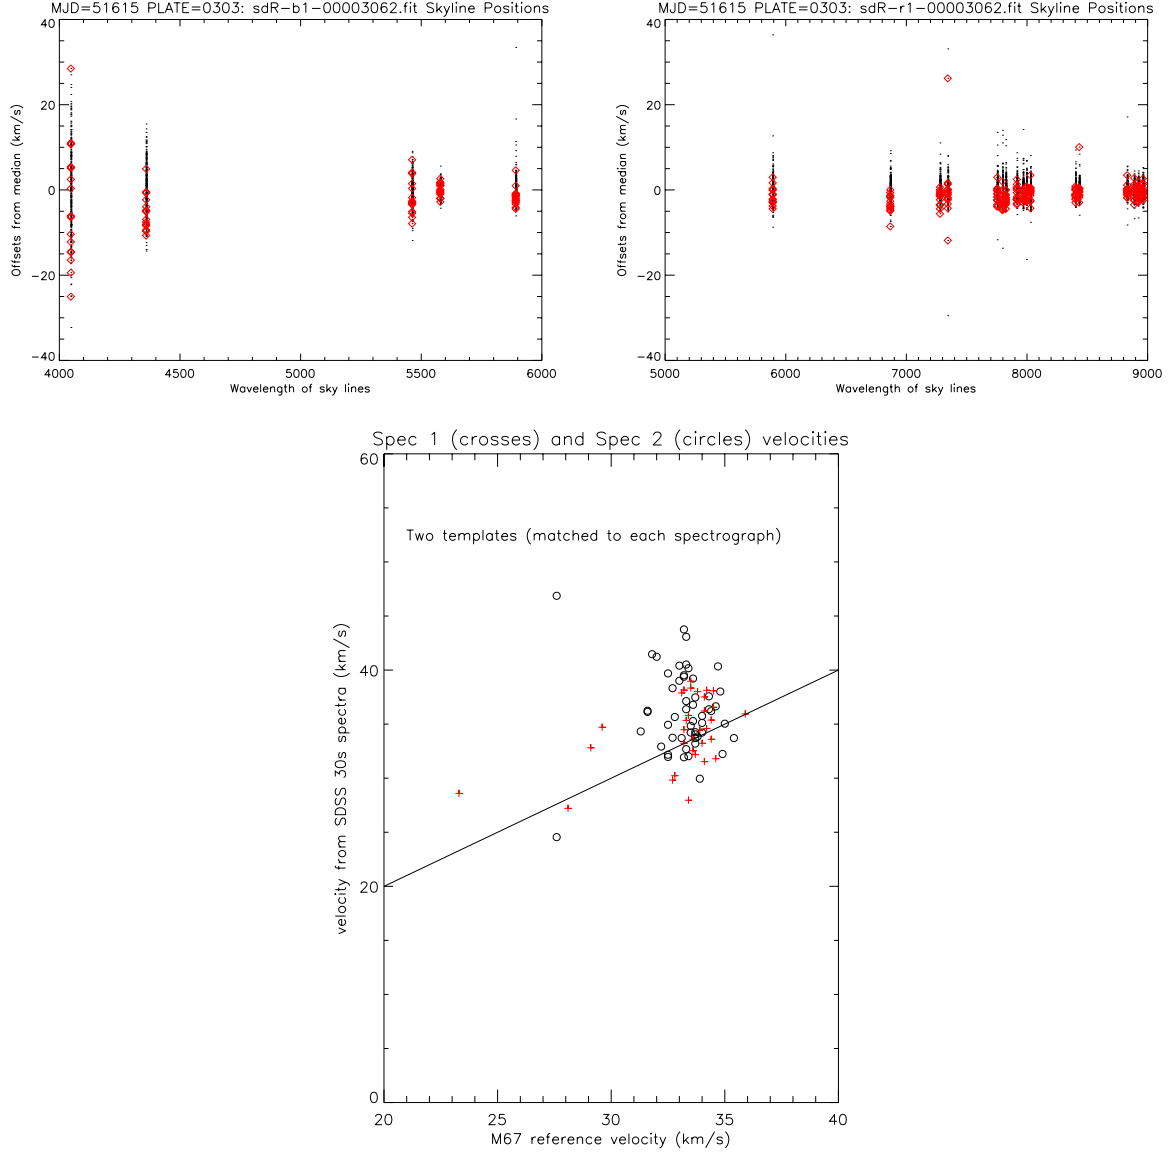 MJD=51615 PLATE=0303: sdR-b1-00003062.fit Skyline Positions
40
20
0
-20
-40
Offsets from median (km/s)
4000 4500 5000 5500 6000
Wavelength of sky lines
MJD=51615 PLATE=0303: sdR-r1-00003062.fit Skyline Positions
40
20
0
-20
-40
Offsets from median (km/s)
5000 6000 7000 8000 9000
Wavelength of sky lines
Spec 1 (crosses) and Spec 2 (circles) velocities
60
40
20
0
velocity from SDSS 30s spectra (km/s)
Two templates (matched to each spectrograph)
20 25 30 35 40
M67 reference velocity (km/s)